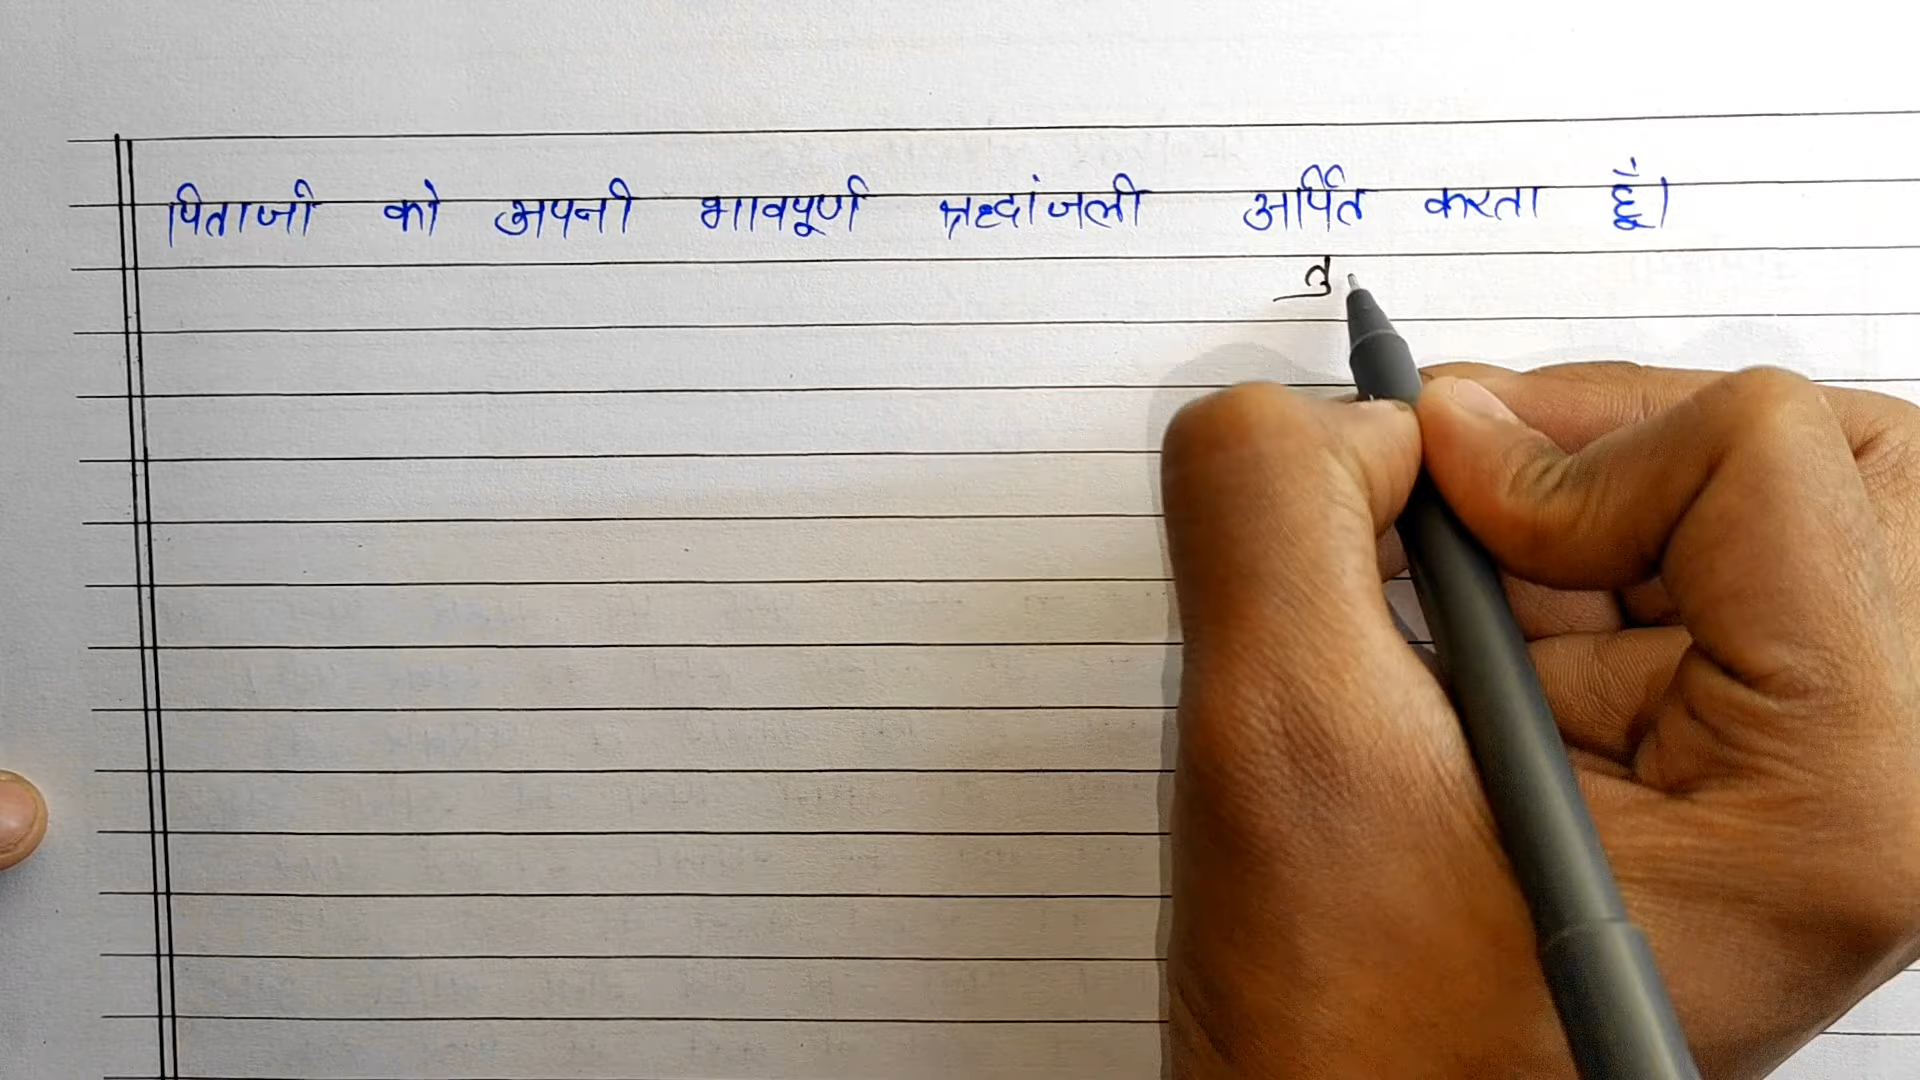 पिताजी को अपनी भावपूर्ण श्रद्धांजली अर्पित करता हूँ।